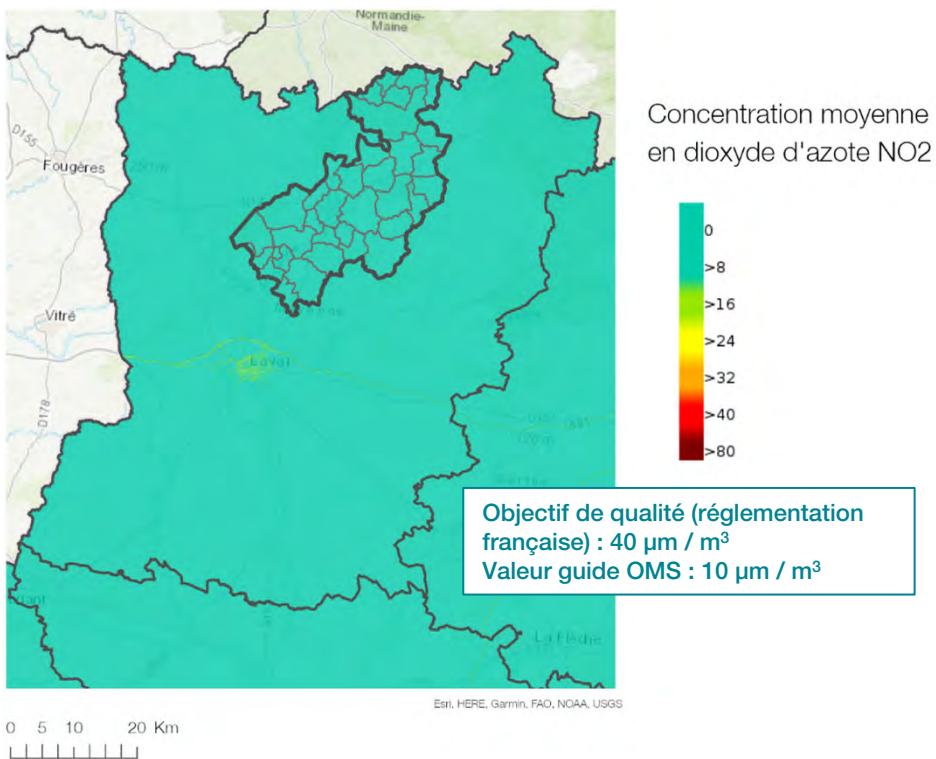 Normandie-
Maine
D155
Fougères
Vitré
Laval
D178
120 m
La Flèche
Concentration moyenne
en dioxyde d'azote NO2
0
>8
>16
>24
>32
>40
>80
Objectif de qualité (réglementation
française) : 40 µm / m³
Valeur guide OMS : 10 µm / m³
Esri, HERE, Garmin, FAO, NOAA, USGS
0 5 10 20 Km